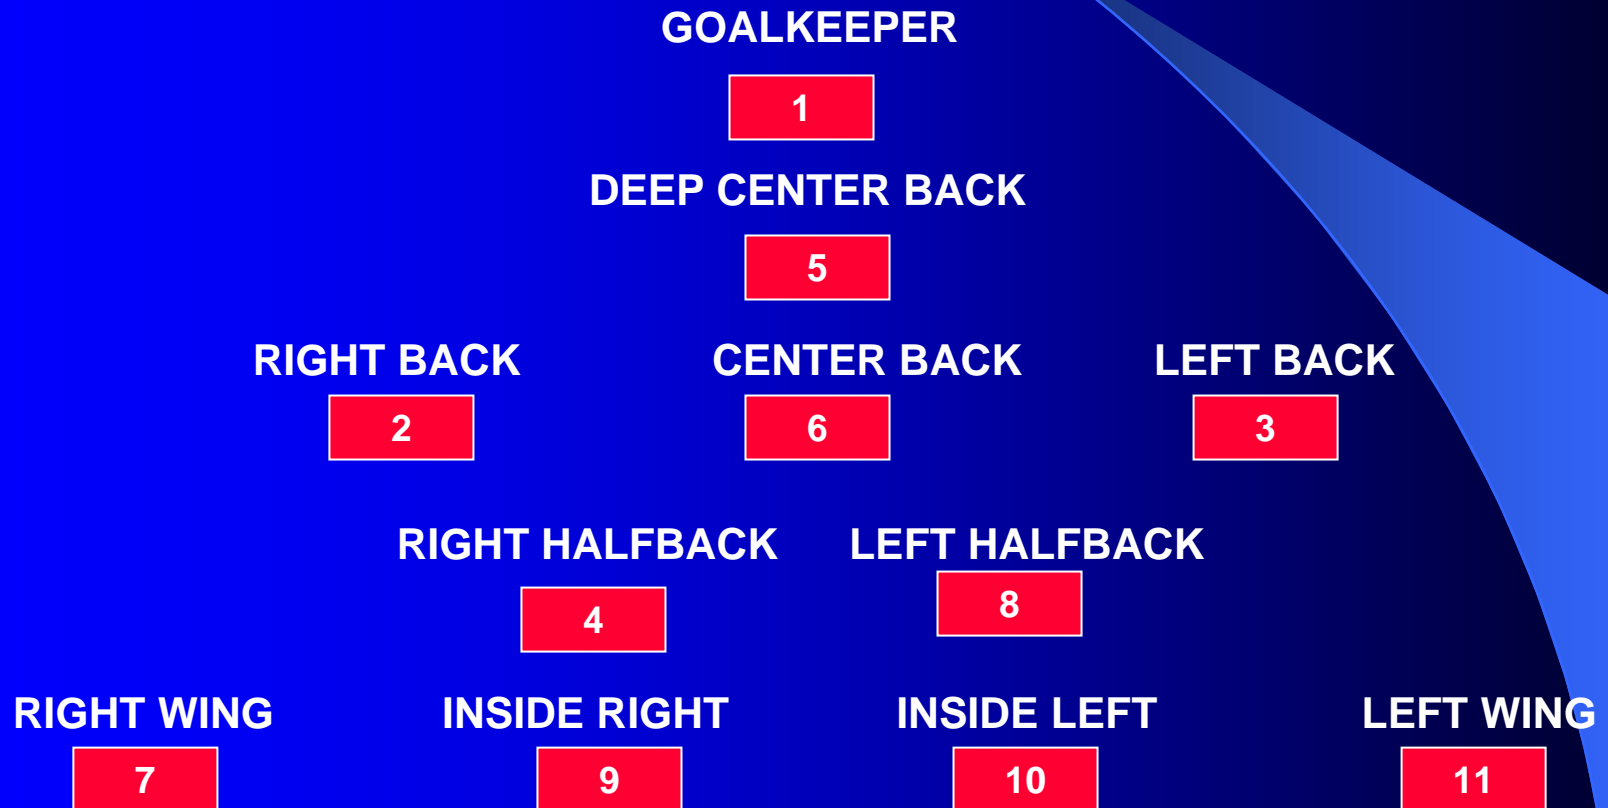 GOALKEEPER
1
DEEP CENTER BACK
5
RIGHT BACK CENTER BACK LEFT BACK
2 6 3
RIGHT HALFBACK LEFT HALFBACK
4 8
RIGHT WING INSIDE RIGHT INSIDE LEFT LEFT WING
7 9 10 11